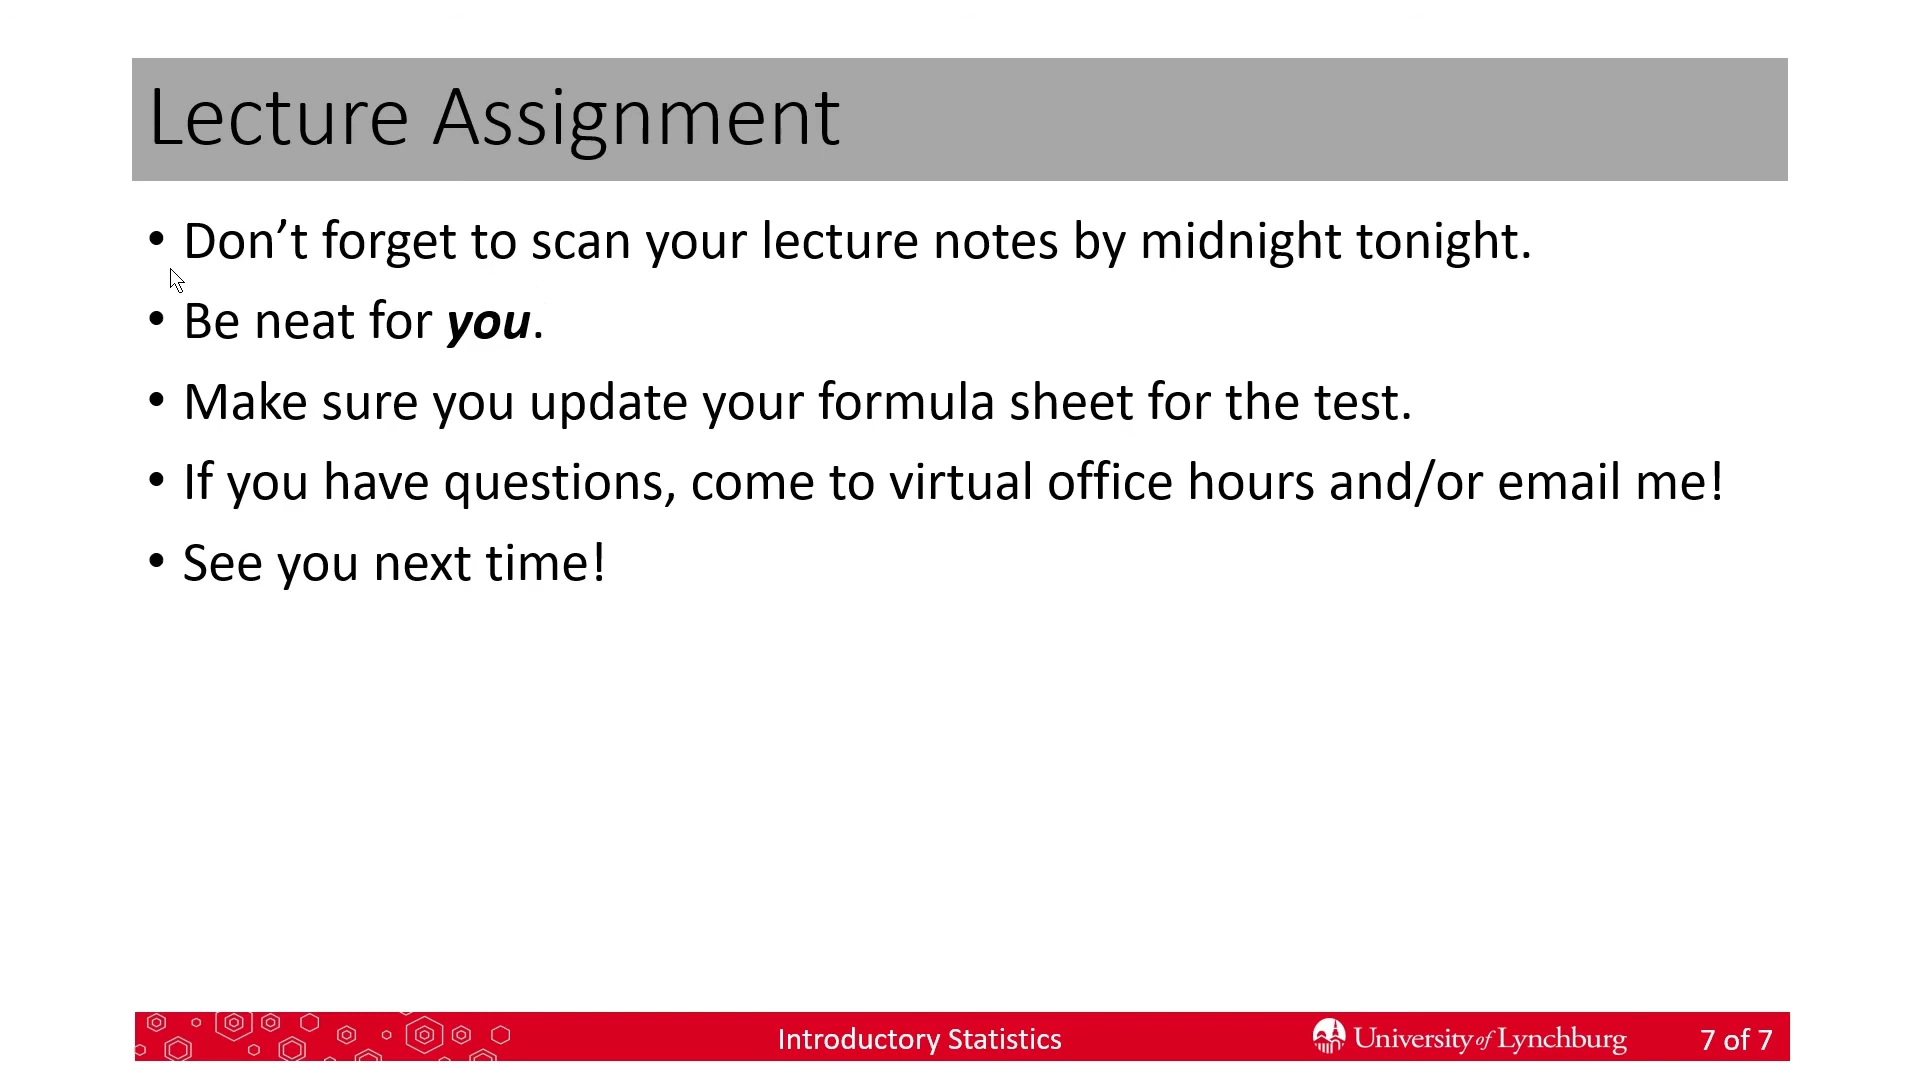 Lecture Assignment
• Don’t forget to scan your lecture notes by midnight tonight.
• Be neat for you.
• Make sure you update your formula sheet for the test.
• If you have questions, come to virtual office hours and/or email me!
• See you next time!
Introductory Statistics
University of Lynchburg
7 of 7